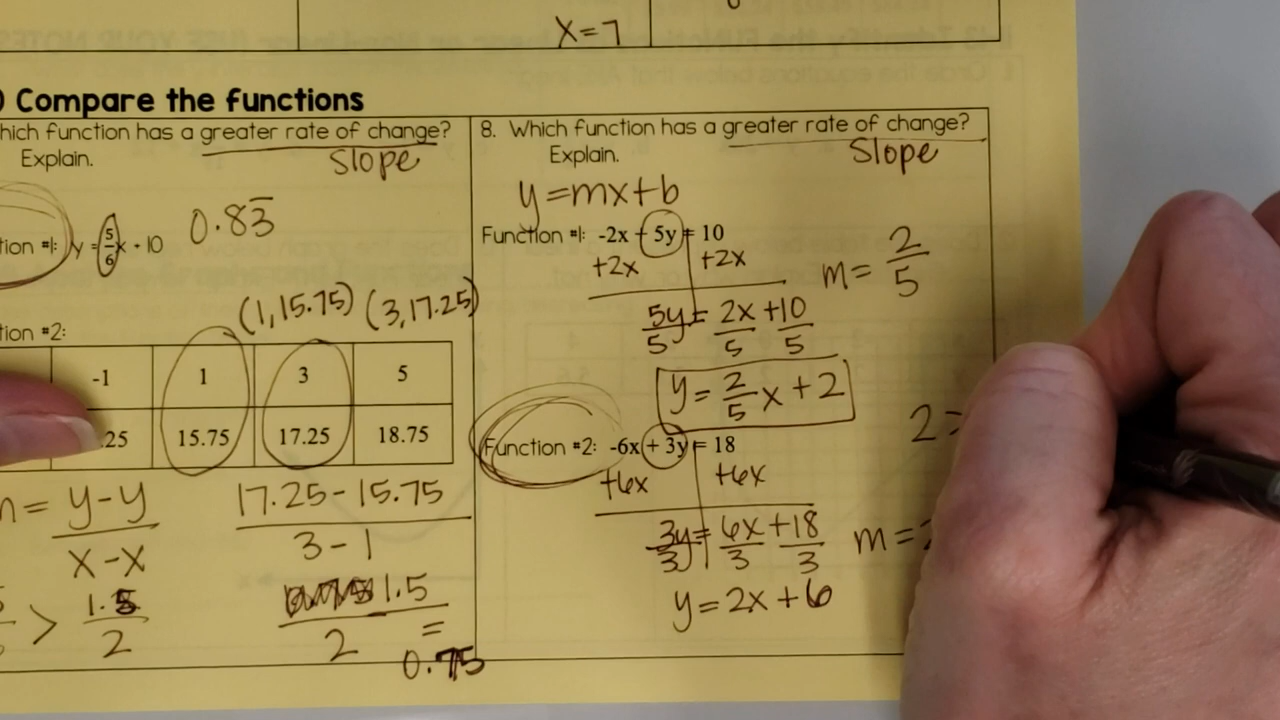 X=7
Compare the functions
which function has a greater rate of change?
Explain.
Slope
y = 5/6 x - 10
0.83̅
(1,15.75) (3,17.25)
#2:
-1 1 3 5
.25 15.75 17.25 18.75
m = y-y / x-x
17.25-15.75 / 3-1
> 1.5 / 2
1.5 / 2 = 0.75
8. Which function has a greater rate of change?
Explain.
Slope
y=mx+b
Function #1: -2x + 5y = 10
+2x +2x
m= 2/5
5y/5 = 2x/5 + 10/5
y = 2/5 x + 2
2=
Function #2: -6x + 3y = 18
+6x +6x
3y/3 = 6x/3 + 18/3
m=
y=2x+6